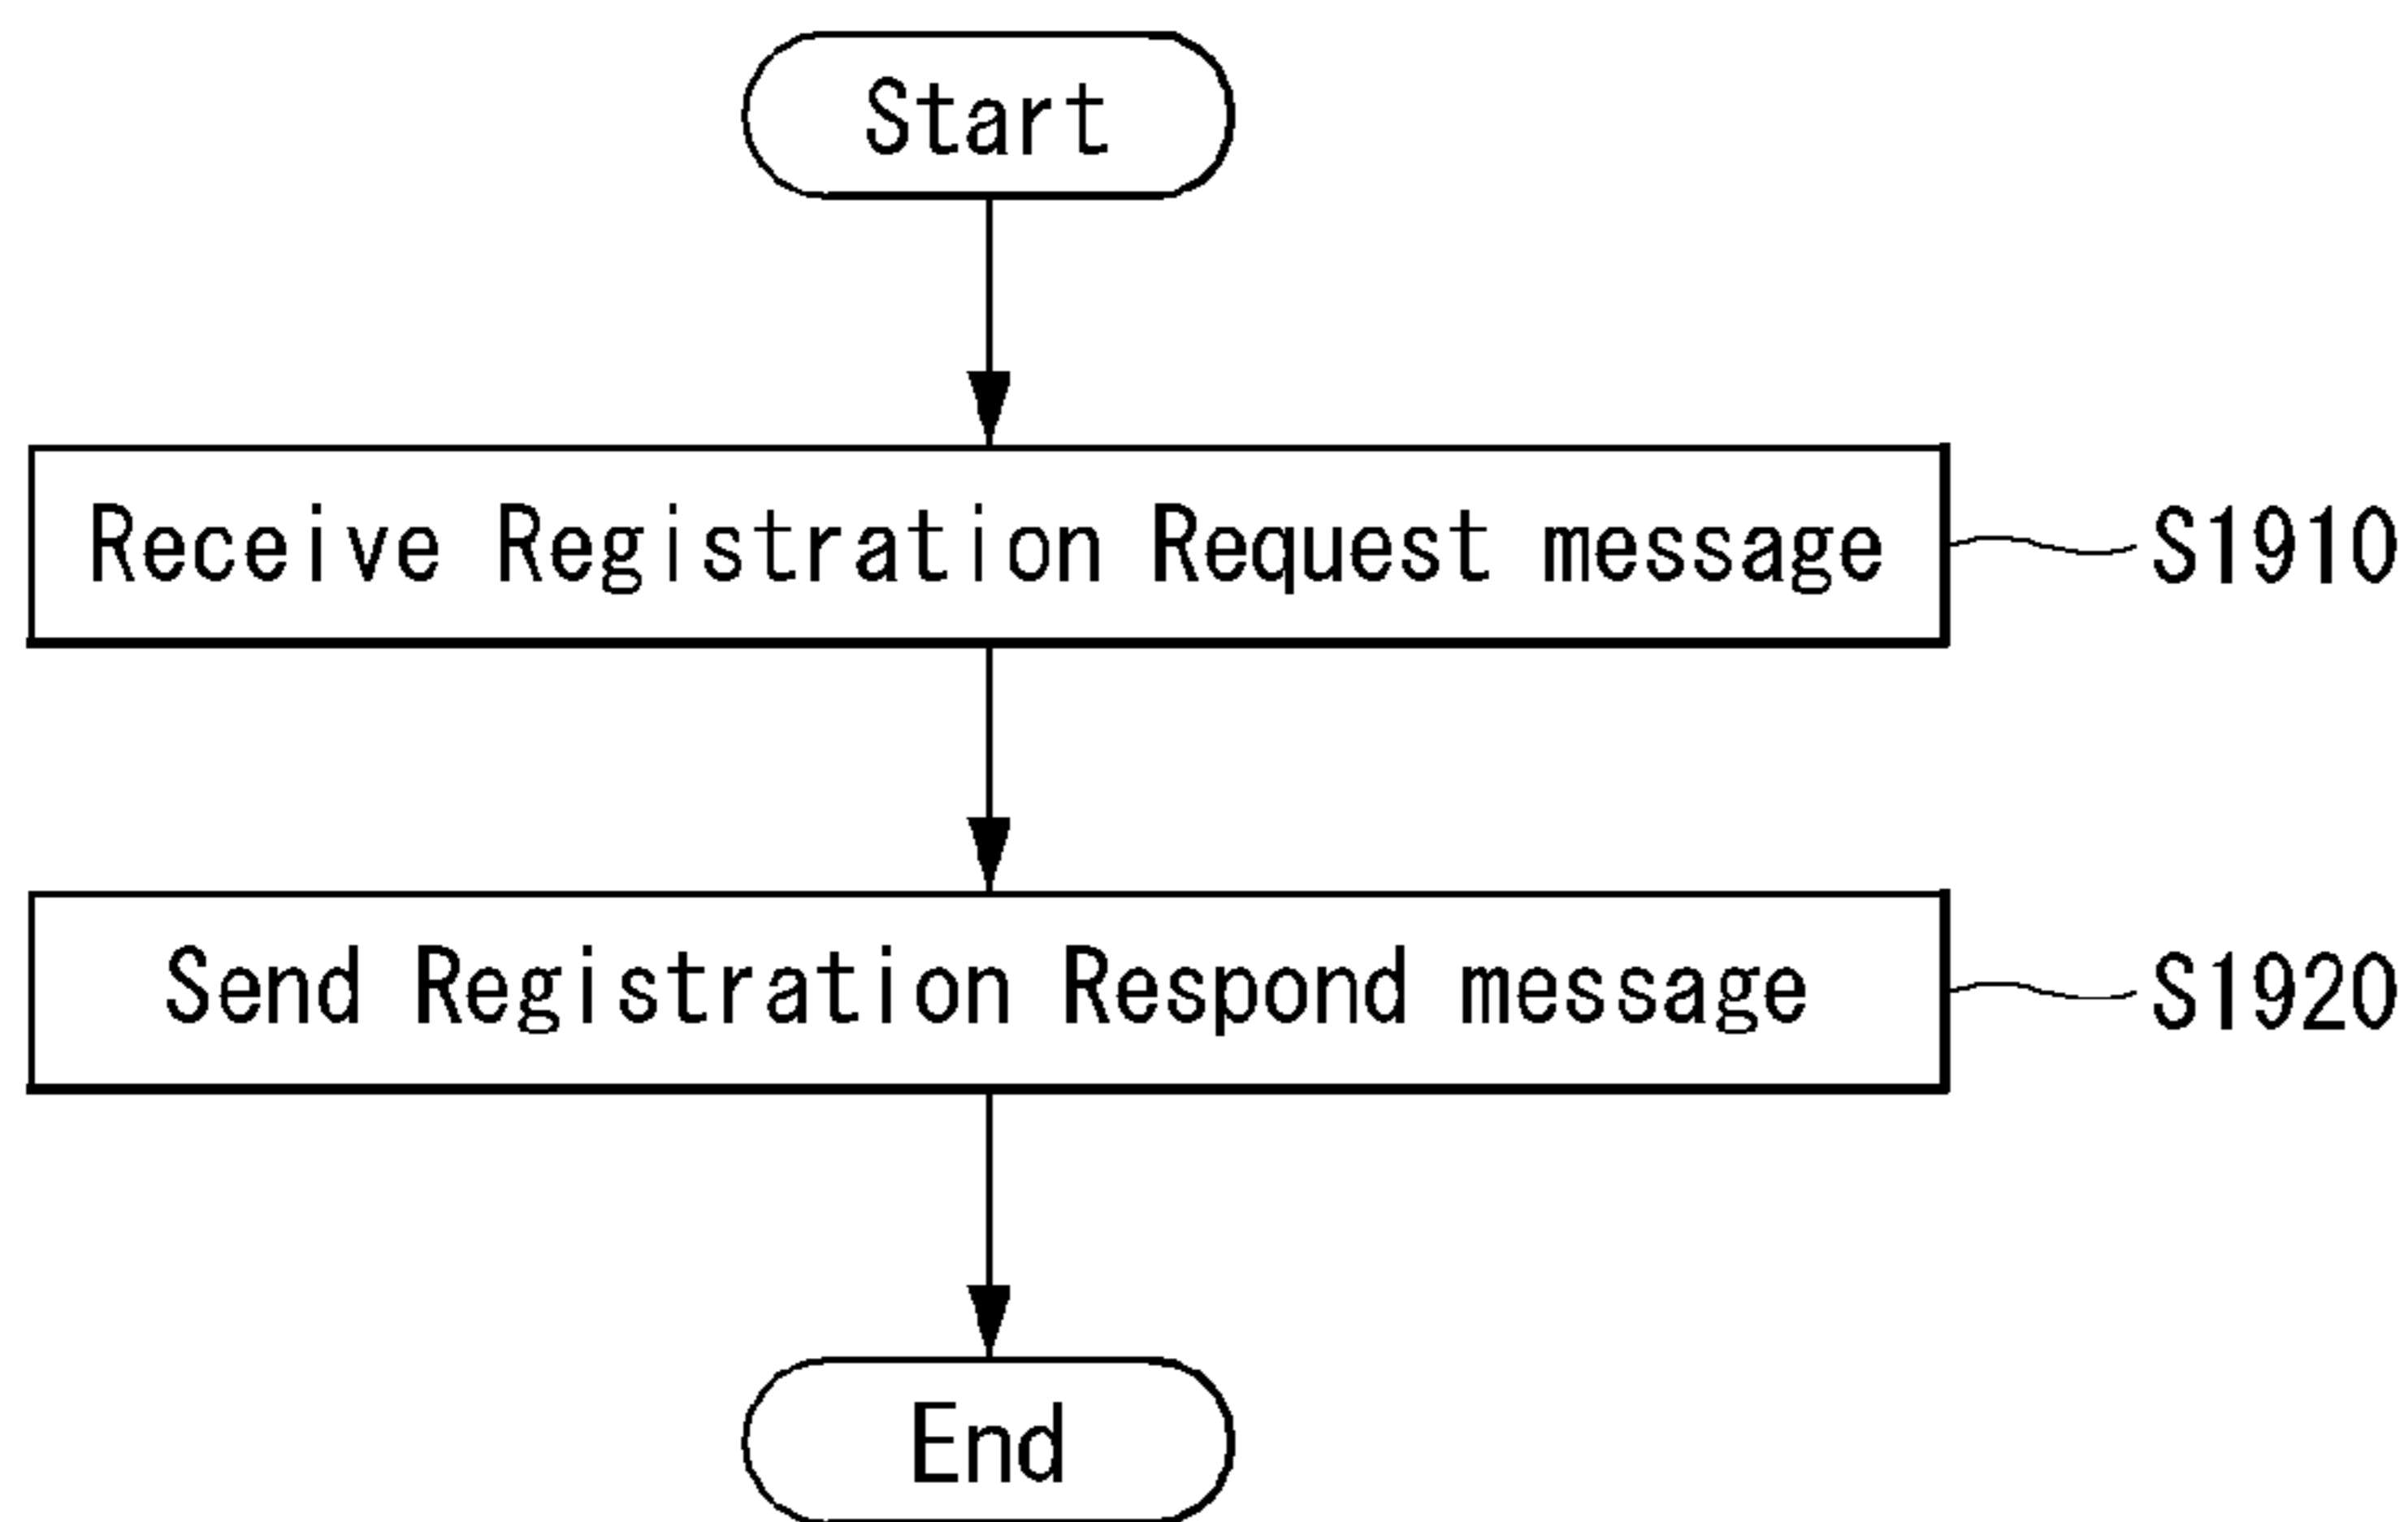 Start
Receive Registration Request message
S1910
Send Registration Respond message
S1920
End